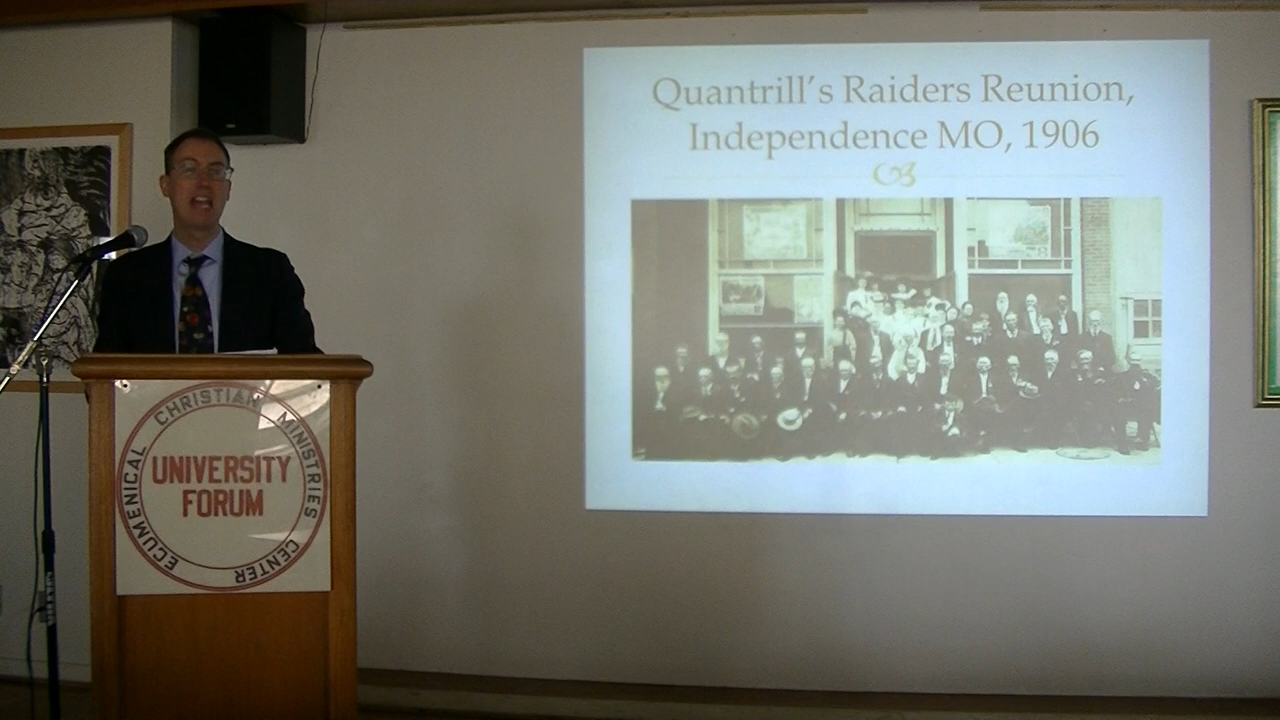 Quantrill's Raiders Reunion,
Independence MO, 1906
ECUMENICAL CHRISTIAN MINISTRIES CENTER
UNIVERSITY
FORUM